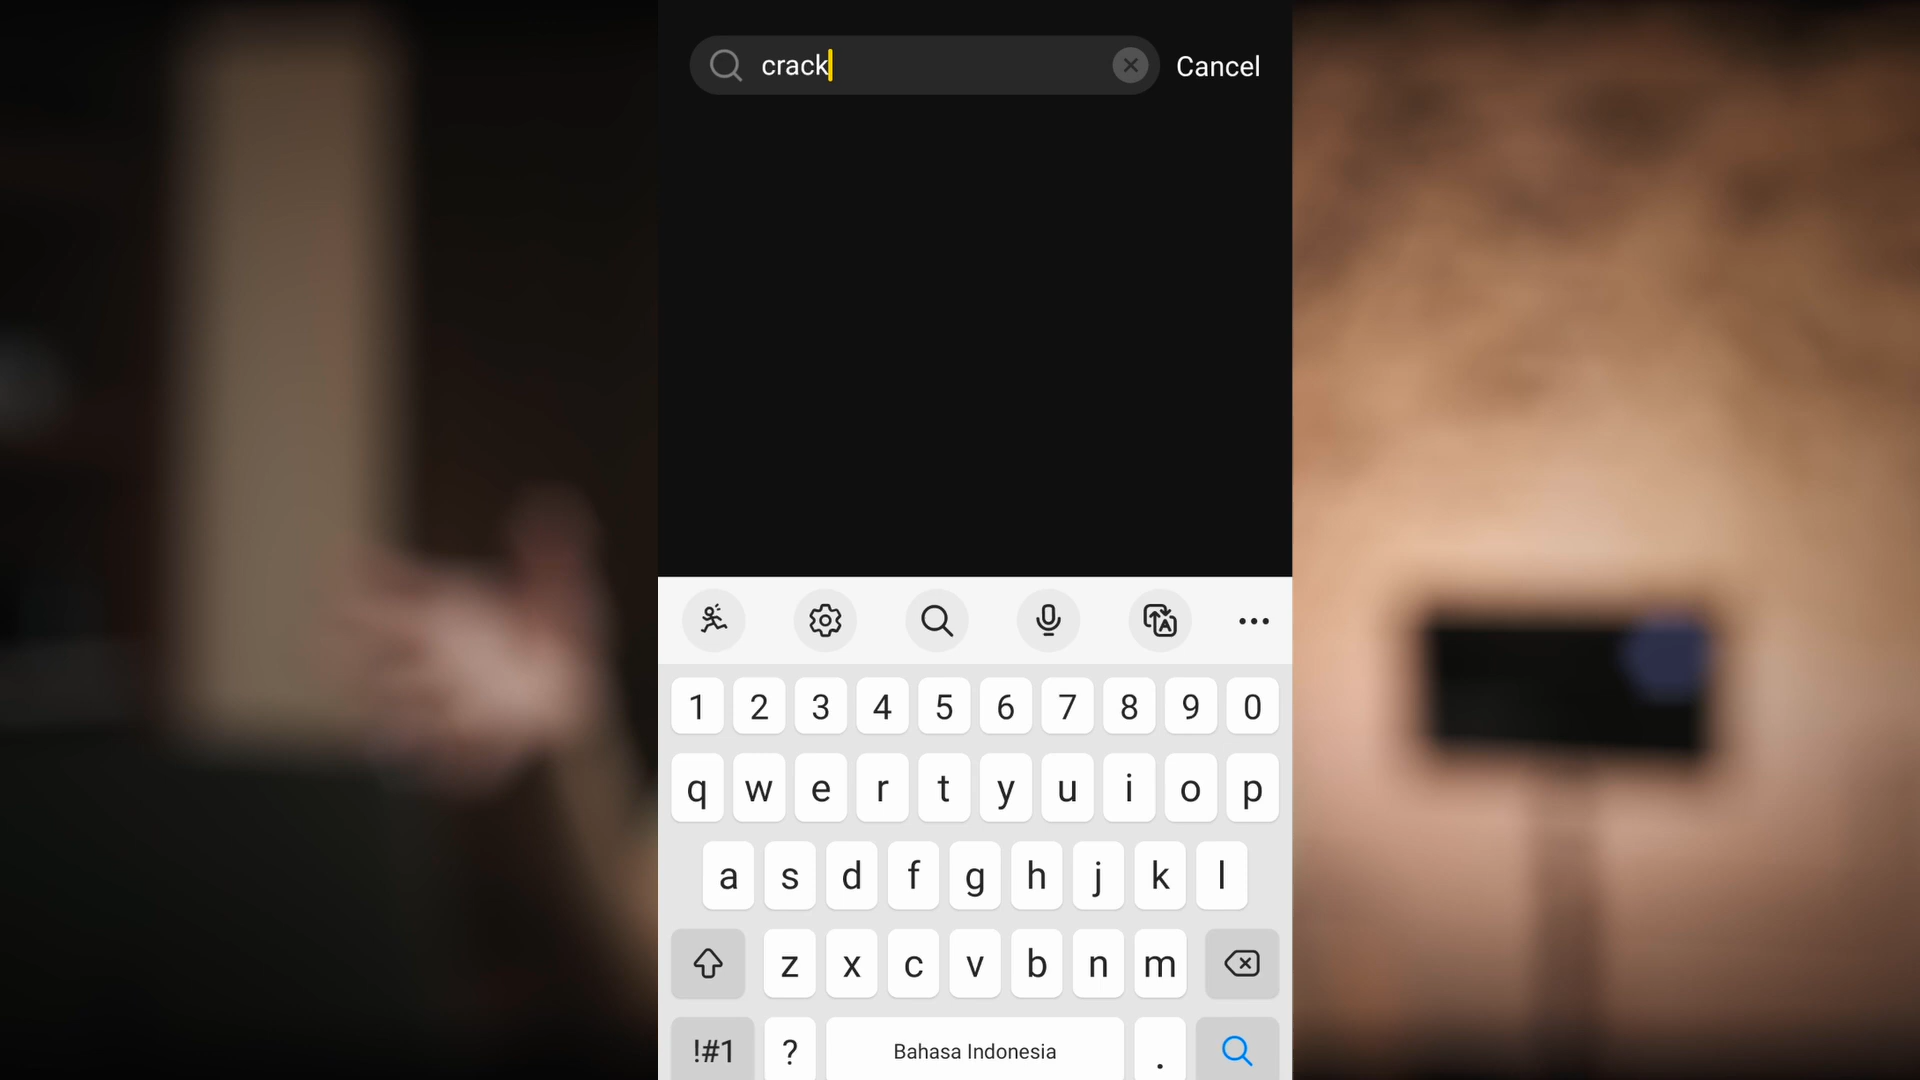 crack
Cancel
1 2 3 4 5 6 7 8 9 0
q w e r t y u i o p
a s d f g h j k l
z x c v b n m
!#1 ? Bahasa Indonesia .